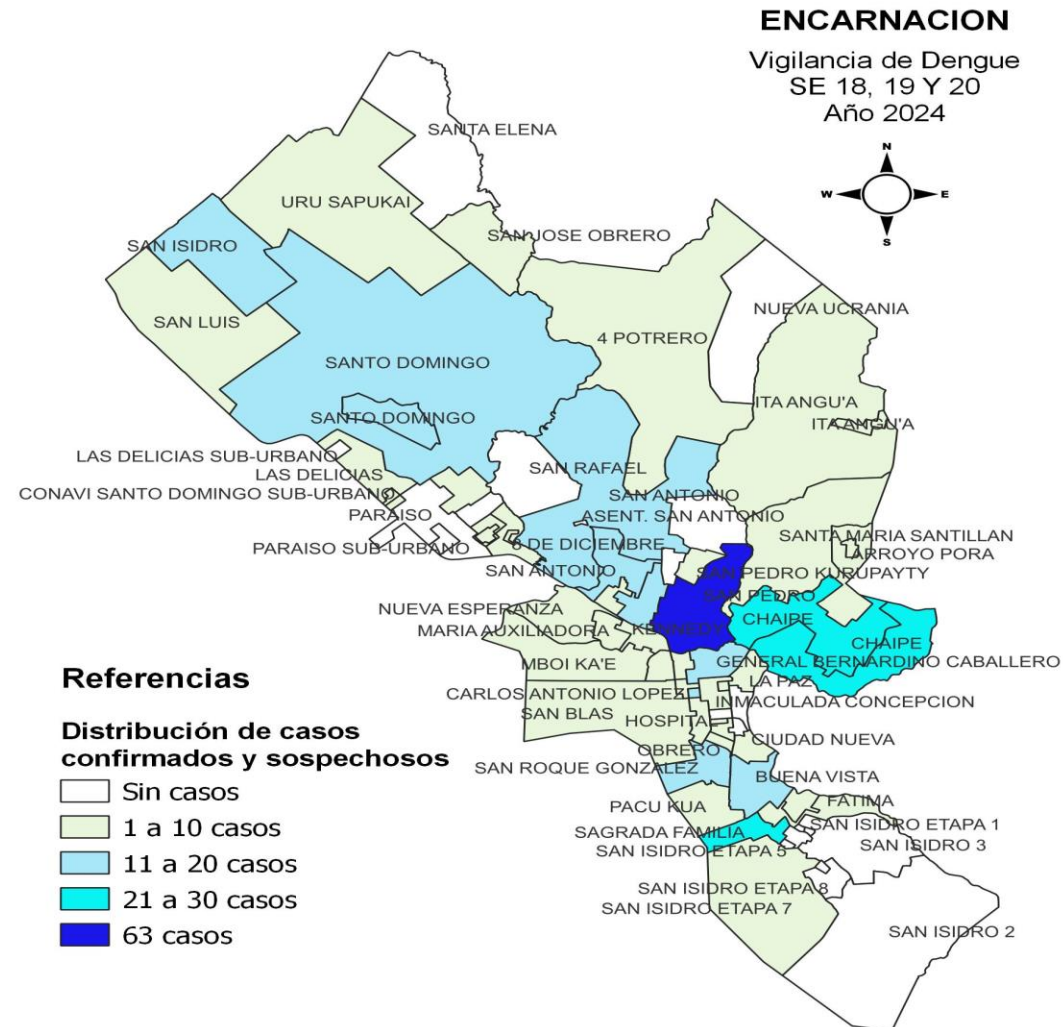 ENCARNACION
Vigilancia de Dengue
SE 18, 19 Y 20
Año 2024
N
W
E
S
SANTA ELENA
URU SAPUKAI
SAN JOSE OBRERO
SAN ISIDRO
NUEVA UCRANIA
SAN LUIS
4 POTRERO
SANTO DOMINGO
ITA ANGU'A
SANTO DOMINGO
ITA ANGU'A
LAS DELICIAS SUB-URBANO
LAS DELICIAS
SAN RAFAEL
CONAVI SANTO DOMINGO SUB-URBANO
SAN ANTONIO
PARAISO
ASENT. SAN ANTONIO
SANTA MARIA SANTILLAN
PARAISO SUB-URBANO
8 DE DICIEMBRE
ARROYO PORA
SAN ANTONIO
SAN PEDRO KURUPAYTY
SAN PEDRO
NUEVA ESPERANZA
CHAIPE
MARIA AUXILIADORA
KENNEDY
CHAIPE
MBOI KA'E
GENERAL BERNARDINO CABALLERO
LA PAZ
CARLOS ANTONIO LOPEZ
INMACULADA CONCEPCION
SAN BLAS
HOSPITAL
CIUDAD NUEVA
OBRERO
SAN ROQUE GONZALEZ
BUENA VISTA
PACU KUA
FATIMA
SAGRADA FAMILIA
SAN ISIDRO ETAPA 1
SAN ISIDRO ETAPA 5
SAN ISIDRO 3
SAN ISIDRO ETAPA 8
SAN ISIDRO ETAPA 7
SAN ISIDRO 2
Referencias
Distribución de casos
confirmados y sospechosos
Sin casos
1 a 10 casos
11 a 20 casos
21 a 30 casos
63 casos